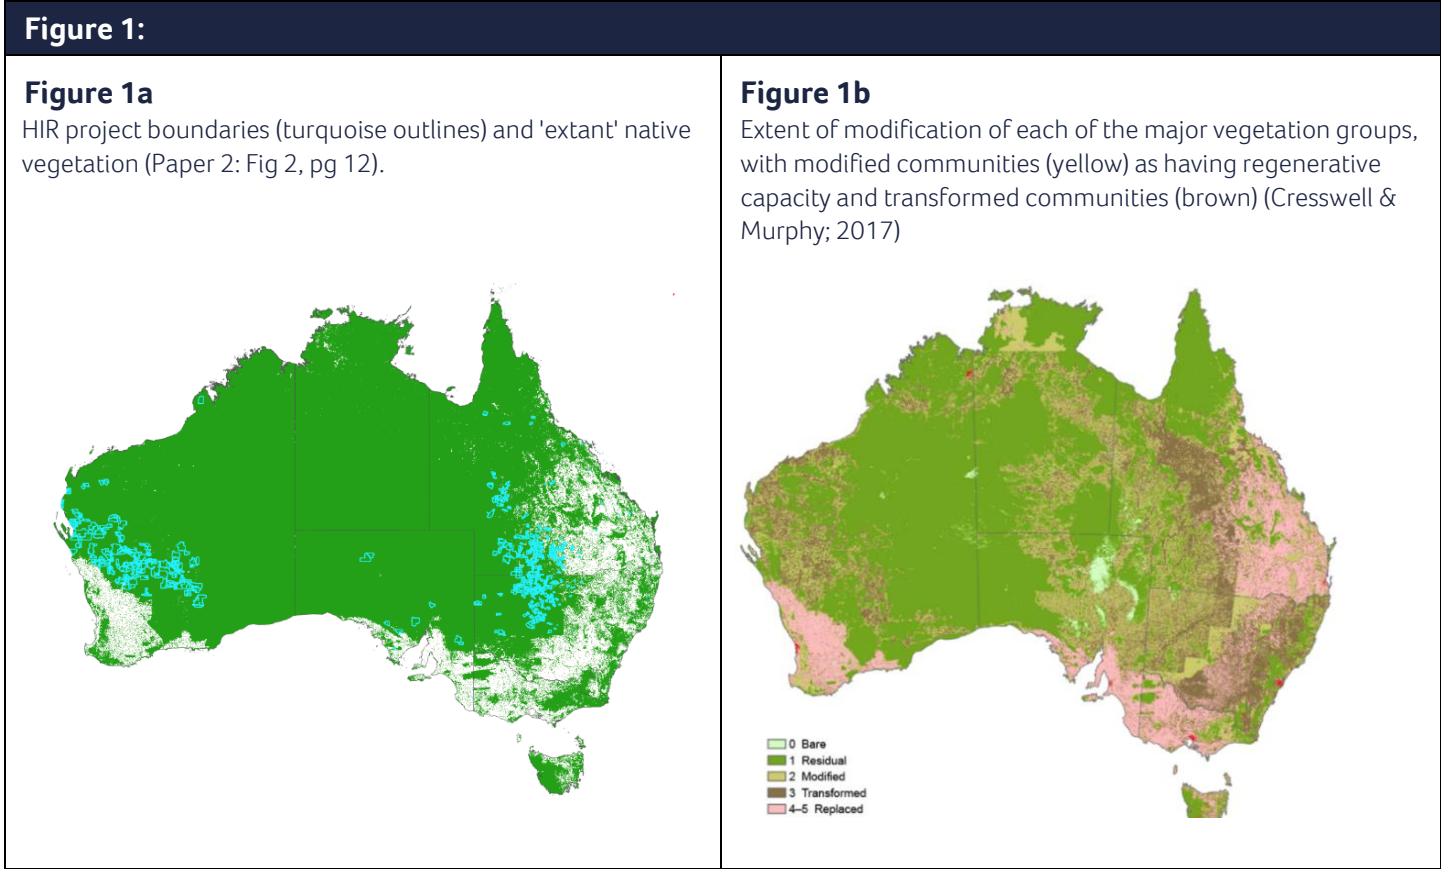 Figure 1:
Figure 1a
HIR project boundaries (turquoise outlines) and 'extant' native
vegetation (Paper 2: Fig 2, pg 12).
Figure 1b
Extent of modification of each of the major vegetation groups,
with modified communities (yellow) as having regenerative
capacity and transformed communities (brown) (Cresswell &
Murphy; 2017)
0 Bare
1 Residual
2 Modified
3 Transformed
4–5 Replaced